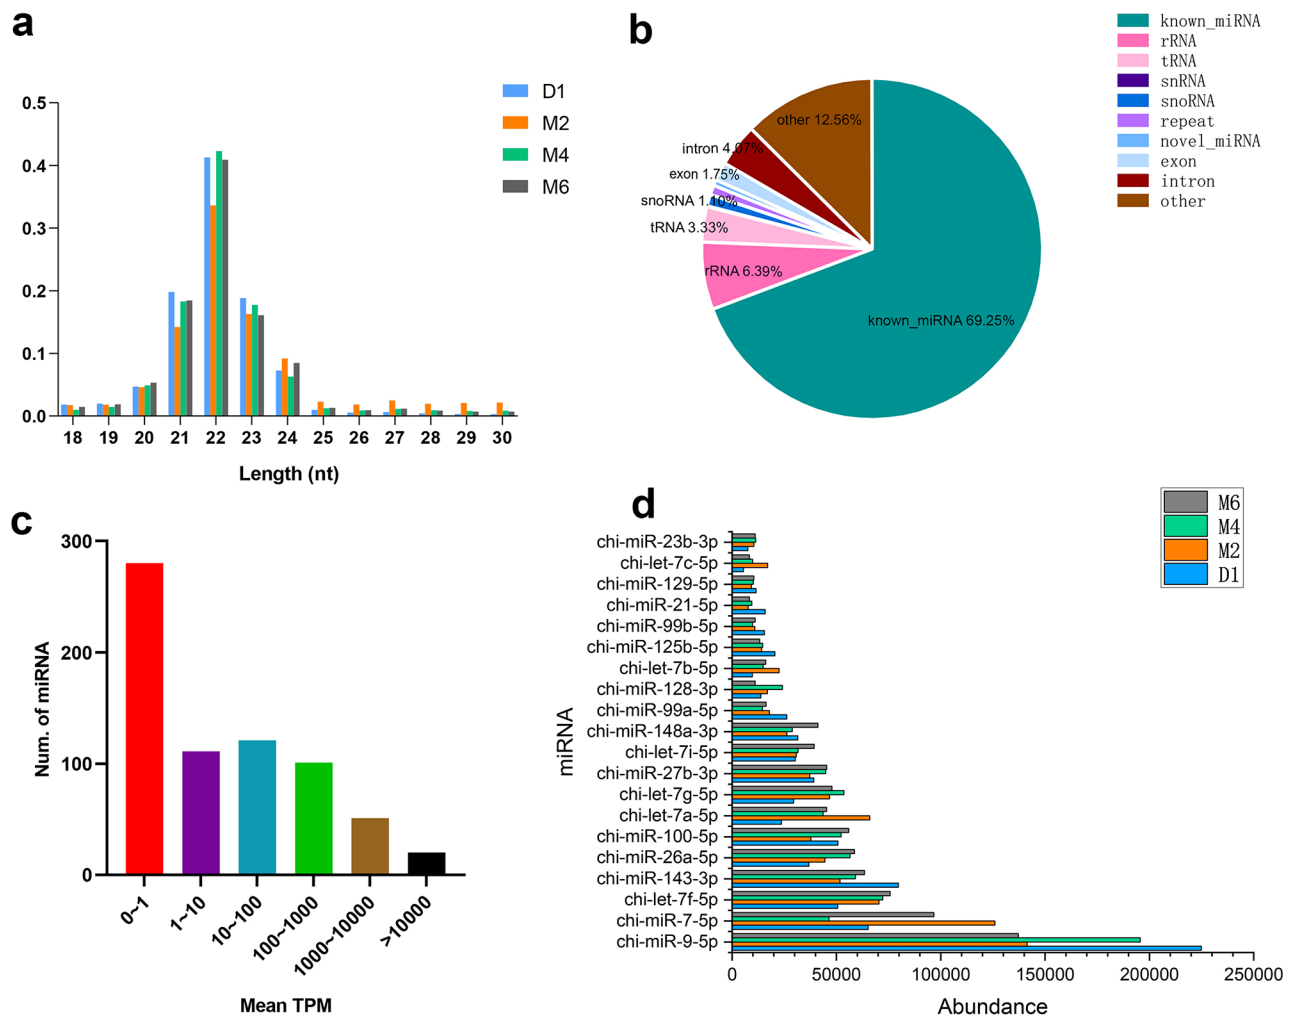 a
D1
M2
M4
M6
0.5
0.4
0.3
0.2
0.1
0.0
18 19 20 21 22 23 24 25 26 27 28 29 30
Length (nt)
b
known_miRNA
rRNA
tRNA
snRNA
snoRNA
repeat
novel_miRNA
exon
intron
other
other 12.56%
intron 4.07%
exon 1.75%
snoRNA 1.10%
tRNA 3.33%
rRNA 6.39%
known_miRNA 69.25%
c
Num. of miRNA
300
200
100
0
0~1
1~10
10~100
100~1000
1000~10000
>10000
Mean TPM
d
M6
M4
M2
D1
miRNA
chi-miR-23b-3p
chi-let-7c-5p
chi-miR-129-5p
chi-miR-21-5p
chi-miR-99b-5p
chi-miR-125b-5p
chi-let-7b-5p
chi-miR-128-3p
chi-miR-99a-5p
chi-miR-148a-3p
chi-let-7i-5p
chi-miR-27b-3p
chi-let-7g-5p
chi-let-7a-5p
chi-miR-100-5p
chi-miR-26a-5p
chi-miR-143-3p
chi-let-7f-5p
chi-miR-7-5p
chi-miR-9-5p
0 50000 100000 150000 200000 250000
Abundance